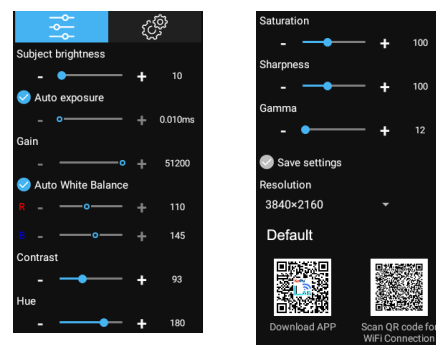 Subject brightness
- + 10
Auto exposure
- + 0.010ms
Gain
- + 51200
Auto White Balance
R - + 110
B - + 145
Contrast
- + 93
Hue
- + 180
Saturation
- + 100
Sharpness
- + 100
Gamma
- + 12
Save settings
Resolution
3840×2160
Default
Download APP
Scan QR code for
WiFi Connection